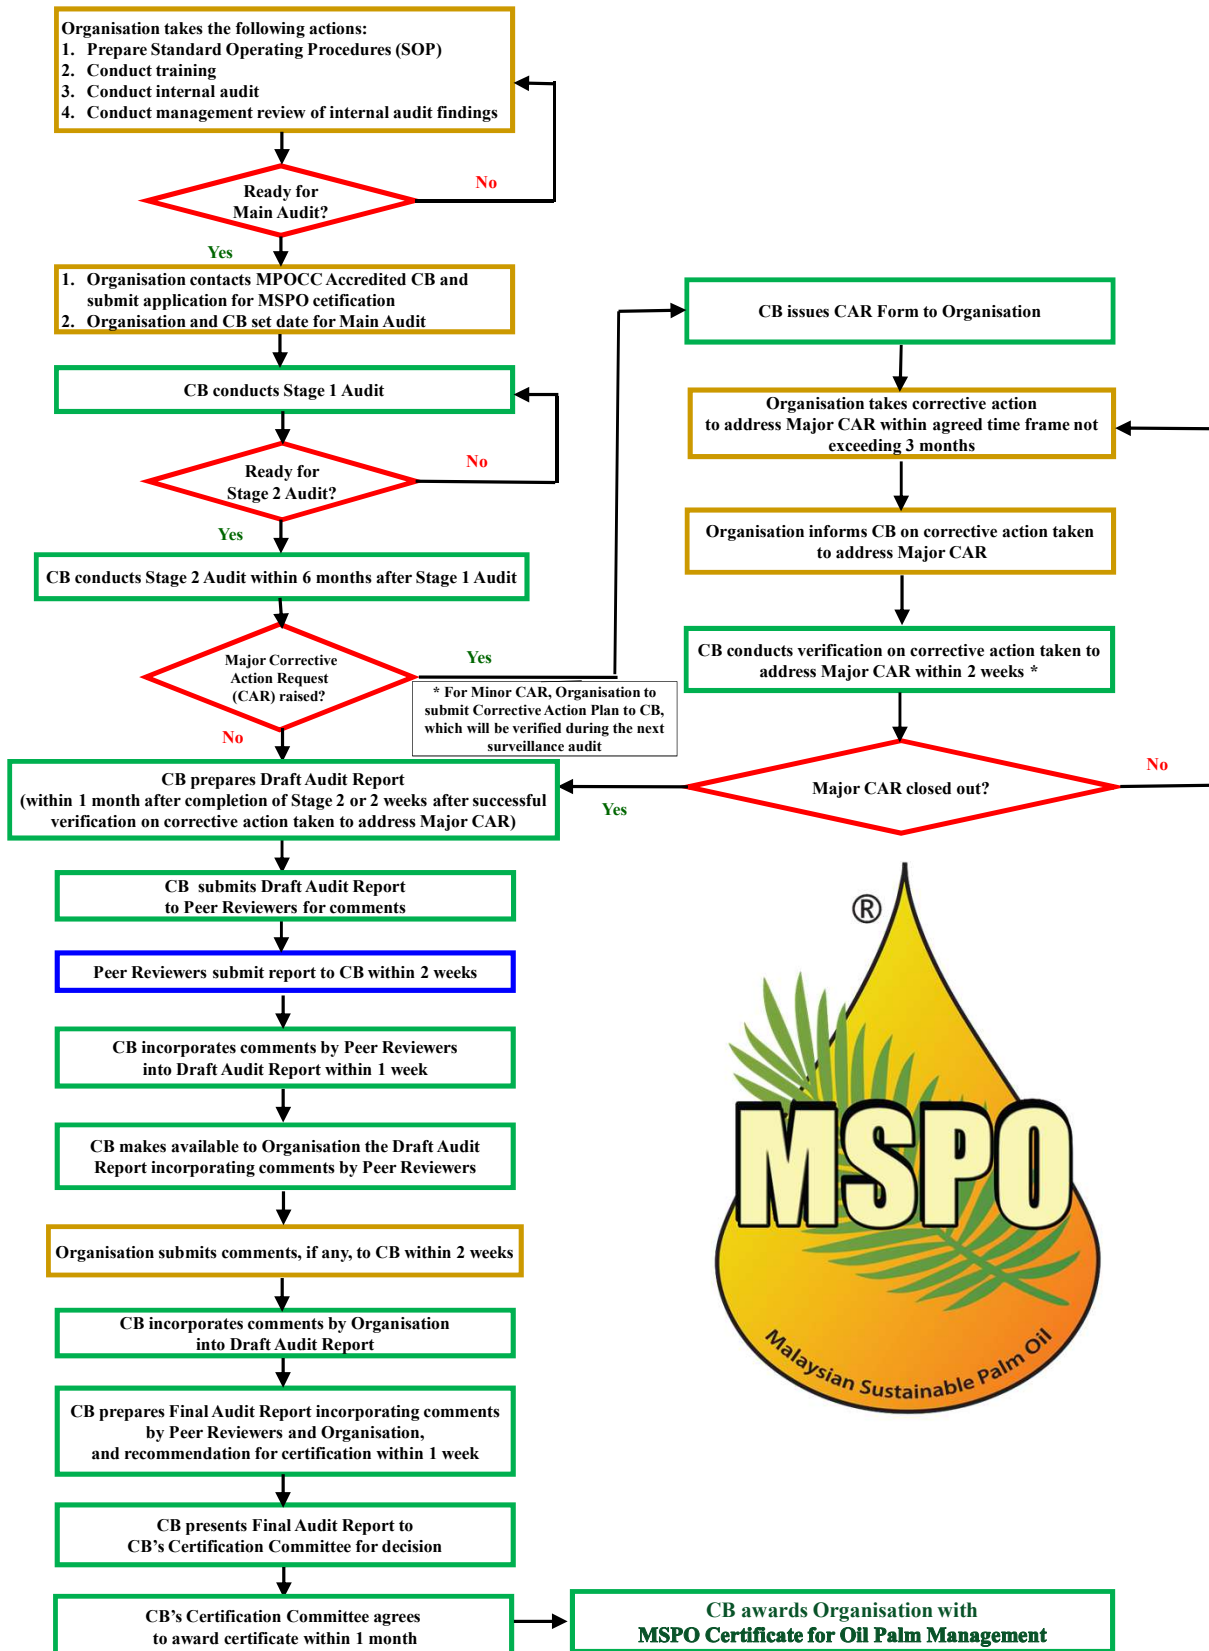 Organisation takes the following actions:
1. Prepare Standard Operating Procedures (SOP)
2. Conduct training
3. Conduct internal audit
4. Conduct management review of internal audit findings
Ready for
Main Audit?
No
Yes
1. Organisation contacts MPOCC Accredited CB and
submit application for MSPO cetification
2. Organisation and CB set date for Main Audit
CB conducts Stage 1 Audit
Ready for
Stage 2 Audit?
No
Yes
CB conducts Stage 2 Audit within 6 months after Stage 1 Audit
Major Corrective
Action Request
(CAR) raised?
Yes
No
* For Minor CAR, Organisation to
submit Corrective Action Plan to CB,
which will be verified during the next
surveillance audit
CB issues CAR Form to Organisation
Organisation takes corrective action
to address Major CAR within agreed time frame not
exceeding 3 months
Organisation informs CB on corrective action taken
to address Major CAR
CB conducts verification on corrective action taken to
address Major CAR within 2 weeks *
Major CAR closed out?
No
Yes
CB prepares Draft Audit Report
(within 1 month after completion of Stage 2 or 2 weeks after successful
verification on corrective action taken to address Major CAR)
CB submits Draft Audit Report
to Peer Reviewers for comments
Peer Reviewers submit report to CB within 2 weeks
CB incorporates comments by Peer Reviewers
into Draft Audit Report within 1 week
CB makes available to Organisation the Draft Audit
Report incorporating comments by Peer Reviewers
Organisation submits comments, if any, to CB within 2 weeks
CB incorporates comments by Organisation
into Draft Audit Report
CB prepares Final Audit Report incorporating comments
by Peer Reviewers and Organisation,
and recommendation for certification within 1 week
CB presents Final Audit Report to
CB's Certification Committee for decision
CB's Certification Committee agrees
to award certificate within 1 month
CB awards Organisation with
MSPO Certificate for Oil Palm Management
®
MSPO
Malaysian Sustainable Palm Oil